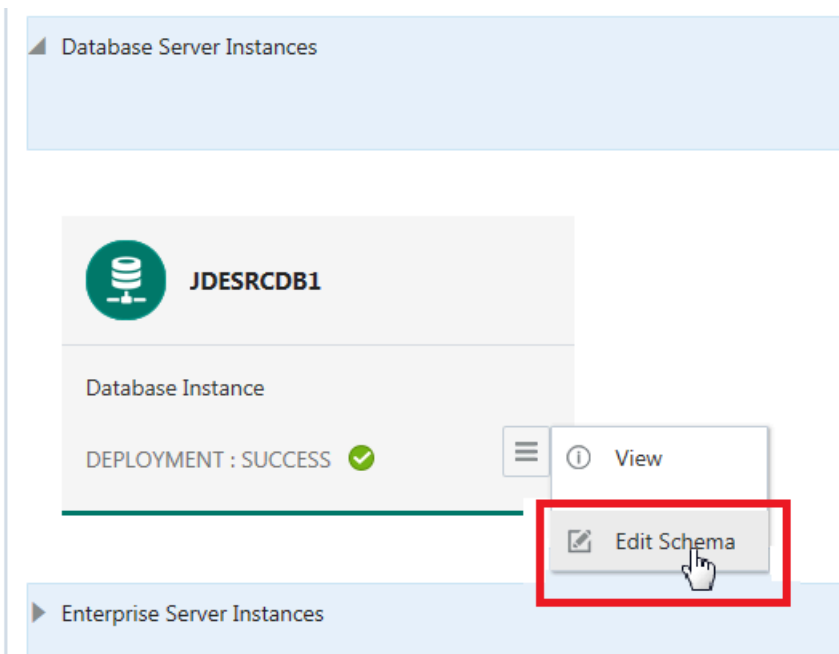 Database Server Instances
JDESRCDB1
Database Instance
DEPLOYMENT : SUCCESS
View
Edit Schema
Enterprise Server Instances